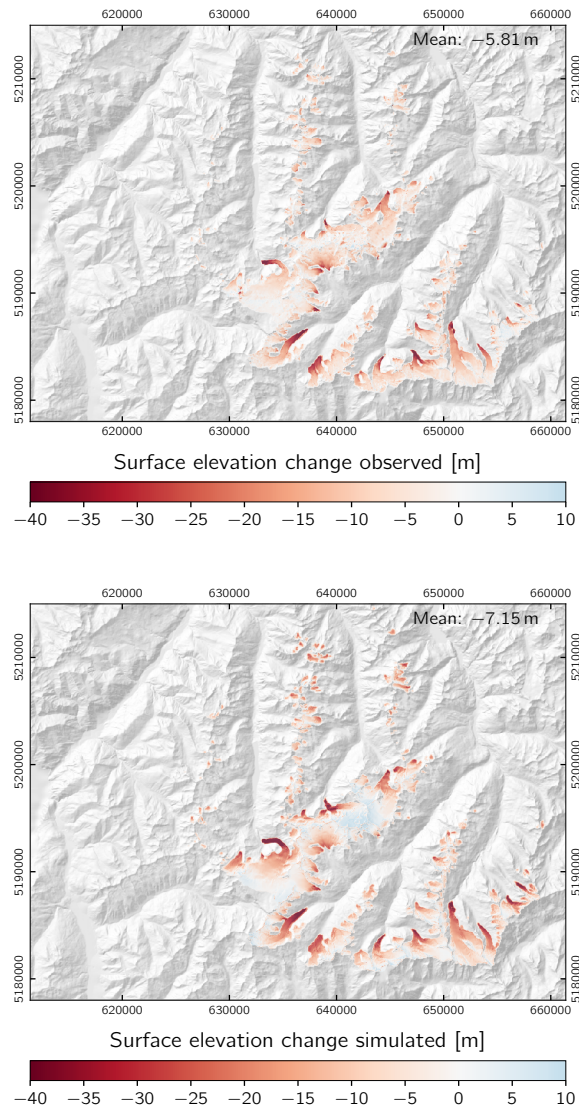 620000 630000 640000 650000 660000
Mean: −5.81 m
5210000 5210000
5200000 5200000
5190000 5190000
5180000 5180000
620000 630000 640000 650000 660000
Surface elevation change observed [m]
−40 −35 −30 −25 −20 −15 −10 −5 0 5 10
620000 630000 640000 650000 660000
Mean: −7.15 m
5210000 5210000
5200000 5200000
5190000 5190000
5180000 5180000
620000 630000 640000 650000 660000
Surface elevation change simulated [m]
−40 −35 −30 −25 −20 −15 −10 −5 0 5 10